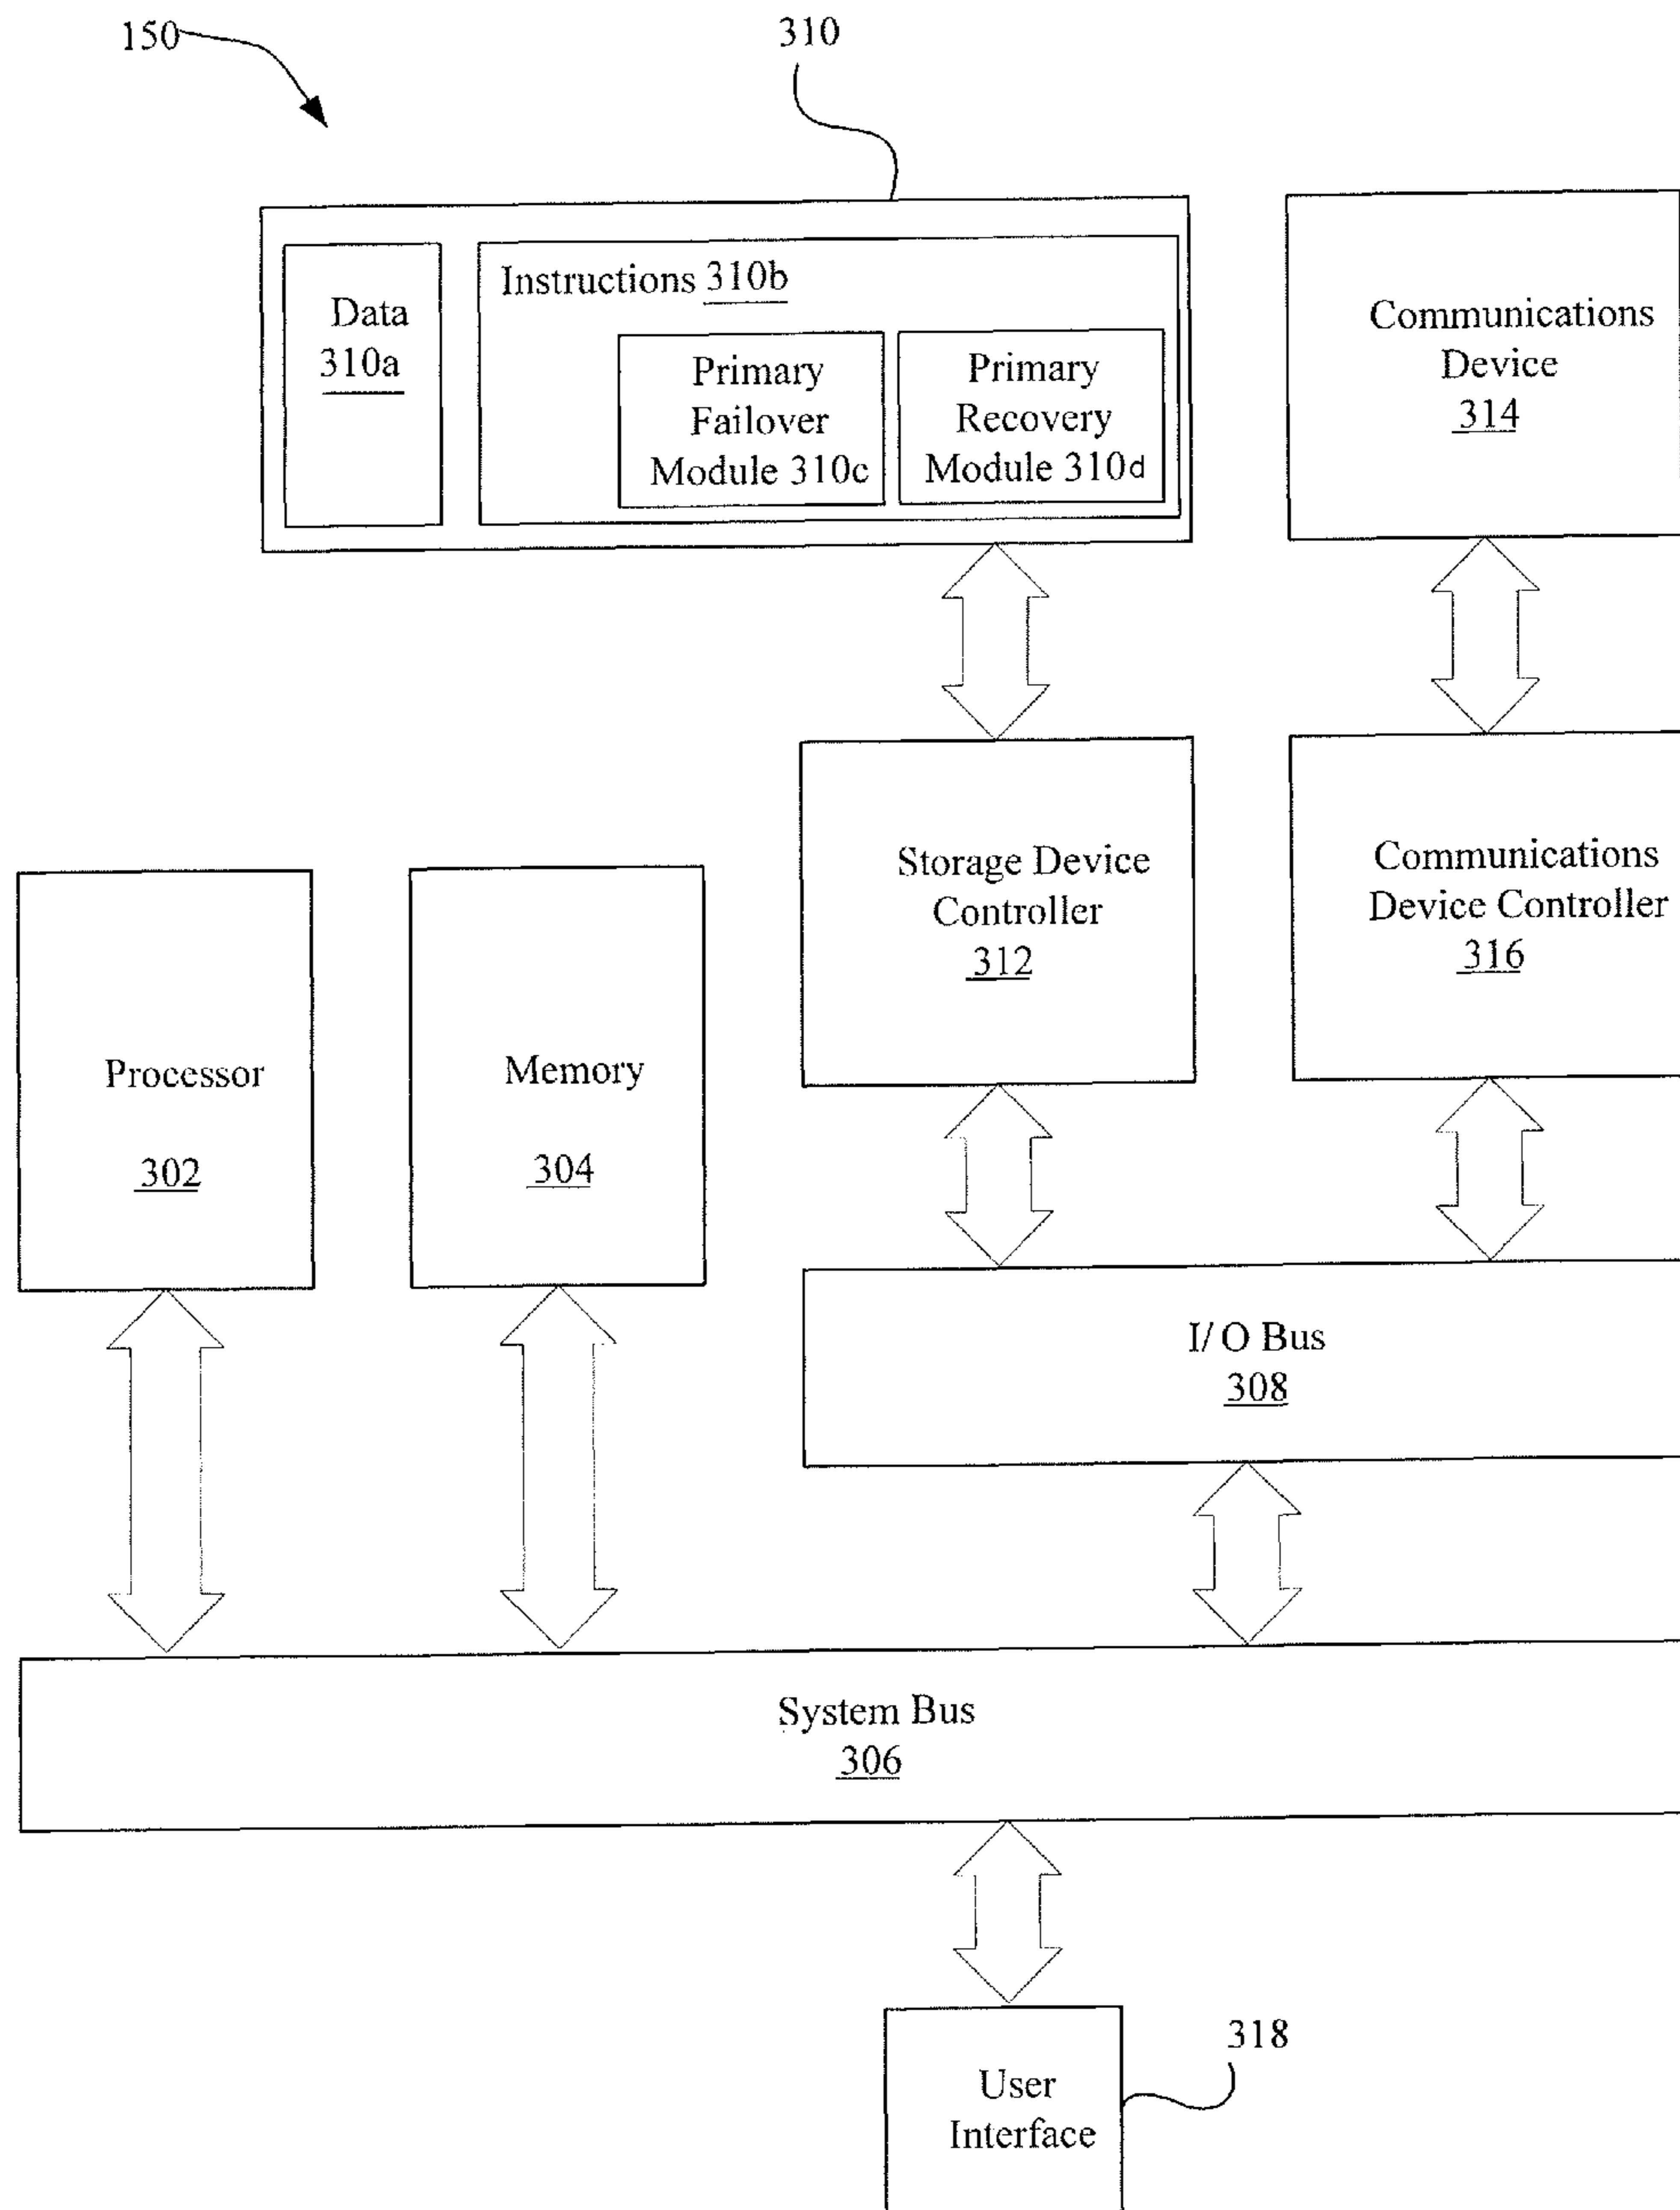 150
310
Data
310a
Instructions 310b
Primary
Failover
Module 310c
Primary
Recovery
Module 310d
Communications
Device
314
Storage Device
Controller
312
Communications
Device Controller
316
Processor
302
Memory
304
I/ O Bus
308
System Bus
306
User
Interface
318